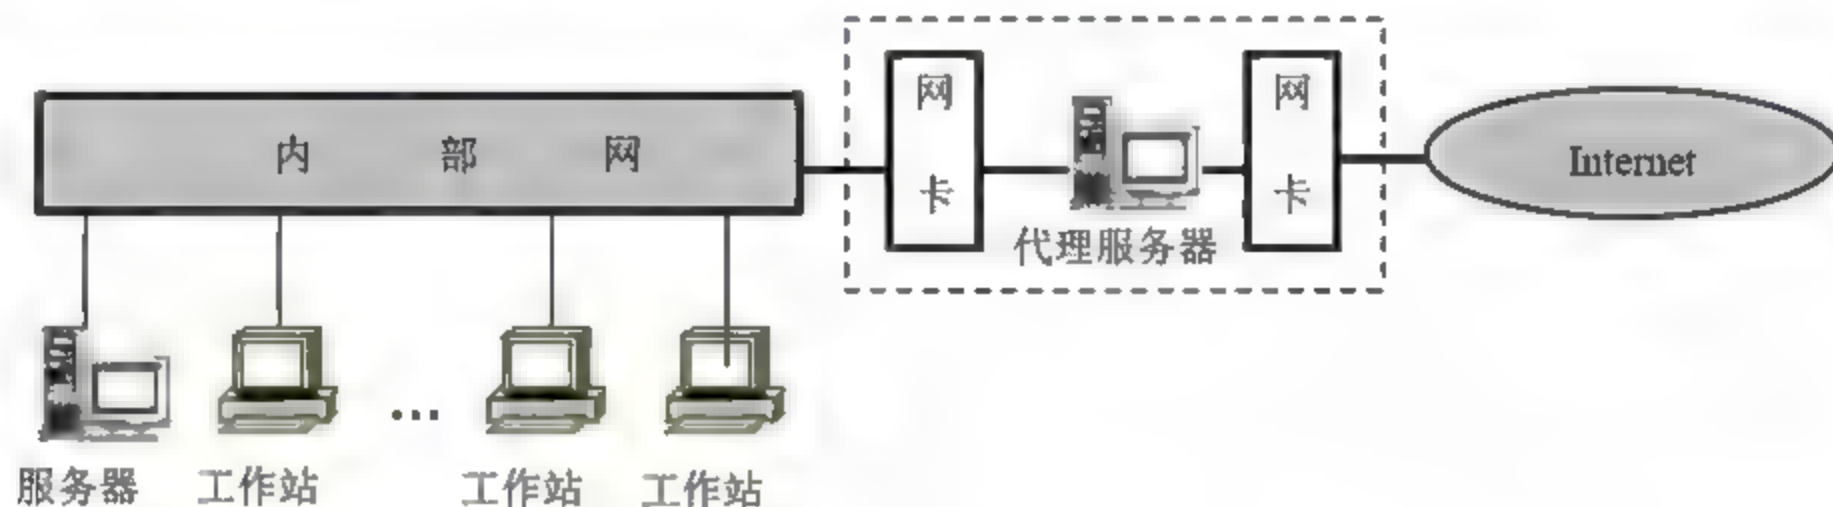 内部网
网卡
代理服务器
网卡
Internet
服务器
工作站
...
工作站
工作站